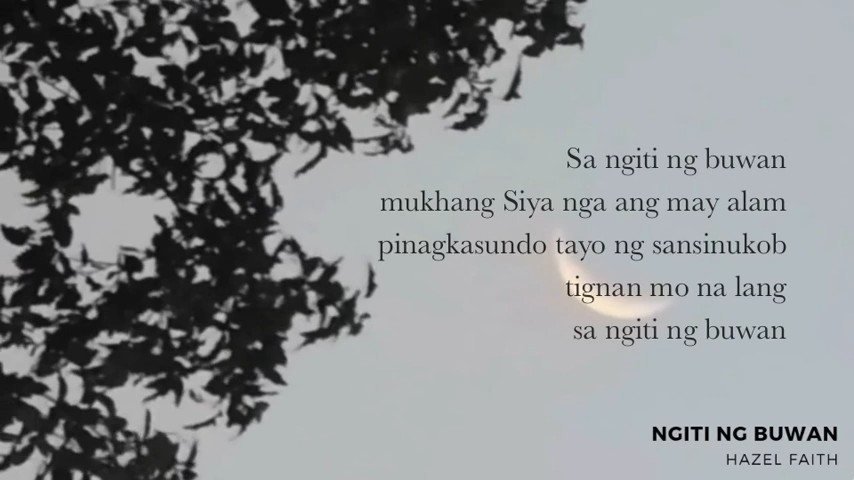 Sa ngiti ng buwan
mukhang Siya nga ang may alam
pinagkasundo tayo ng sansinukob
tignan mo na lang
sa ngiti ng buwan
NGITI NG BUWAN
HAZEL FAITH